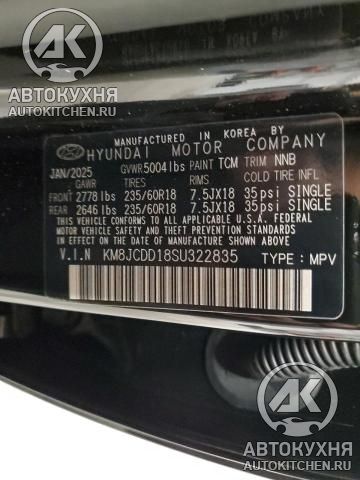 АВТОКУХНЯ
AUTOKITCHEN.RU
MANUFACTURED IN KOREA BY
HYUNDAI MOTOR COMPANY
JAN/2025 GVWR 5004 lbs PAINT TCM TRIM NNB
GAWR TIRES RIMS COLD TIRE INFL
FRONT 2778 lbs 235/60R18 7.5JX18 35psi SINGLE
REAR 2646 lbs 235/60R18 7.5JX18 35psi SINGLE
THIS VEHICLE CONFORMS TO ALL APPLICABLE
U.S. FEDERAL MOTOR VEHICLE SAFETY
STANDARDS IN EFFECT ON THE DATE OF
MANUFACTURE SHOWN ABOVE.
V.I.N KM8JCDD18SU322835 TYPE : MPV
АВТОКУХНЯ
AUTOKITCHEN.RU